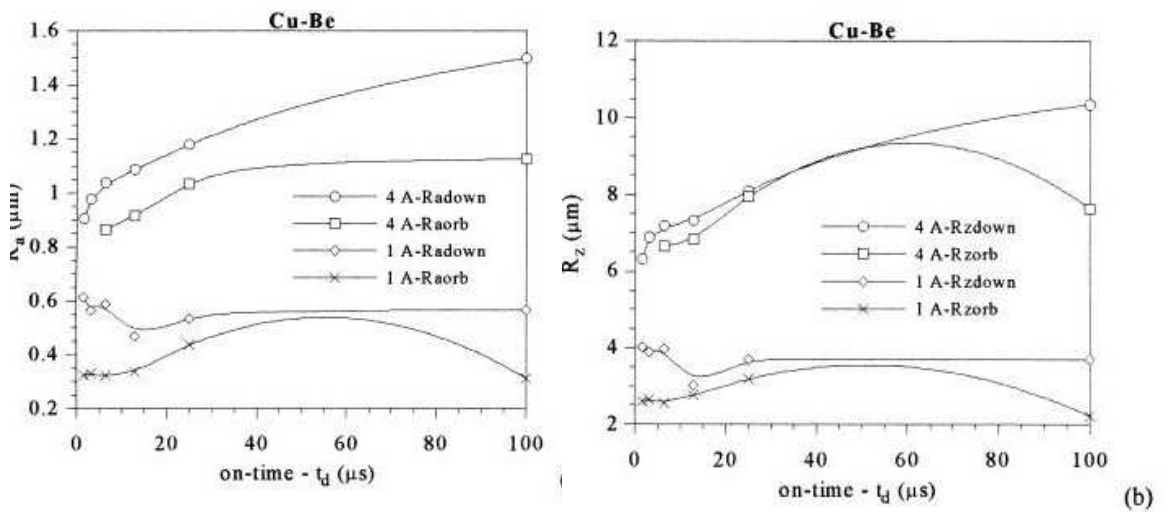 Cu-Be
1.6
1.4
1.2
1
0.8
0.6
0.4
0.2
(µm)
4 A-Radown
4 A-Raorb
1 A-Radown
1 A-Raorb
0 20 40 60 80 100
on-time - td (µs)
Cu-Be
12
10
8
6
4
2
Rz (µm)
4 A-Rzdown
4 A-Rzorb
1 A-Rzdown
1 A-Rzorb
0 20 40 60 80 100
on-time - td (µs)
(b)